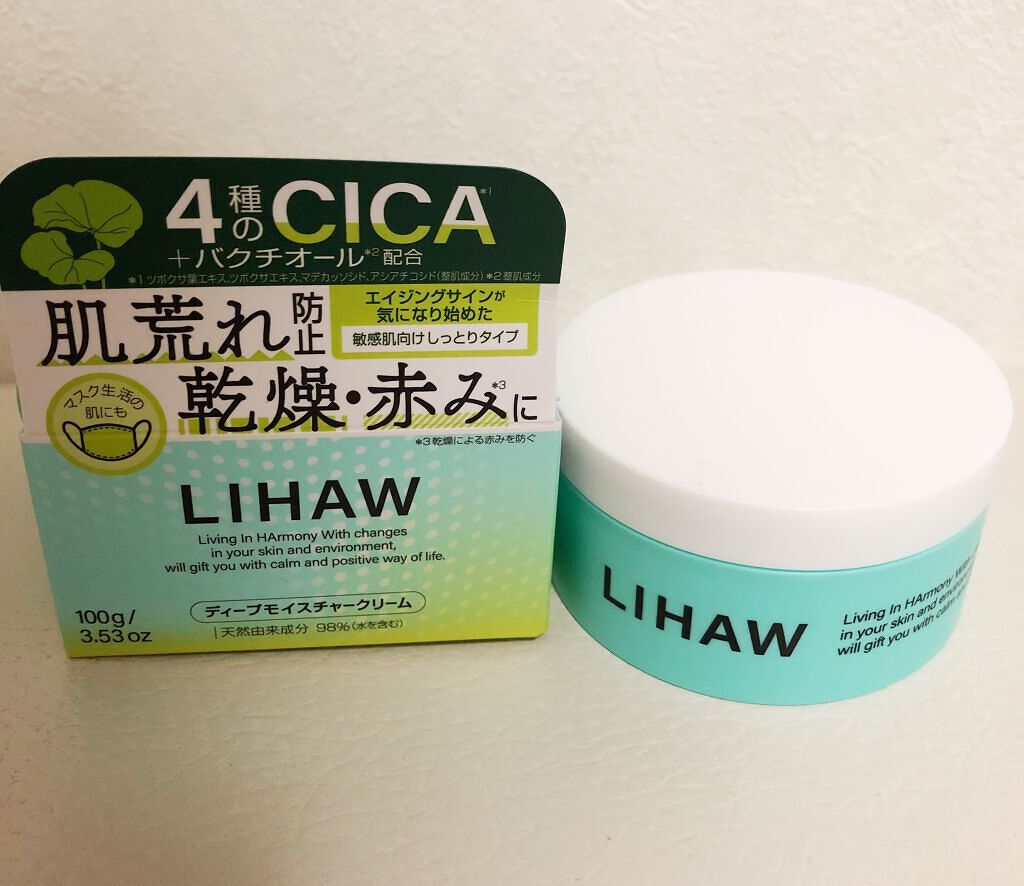 4種のCICA*1
+バクチオール*2配合
*1 ツボクサ葉エキス、ツボクサエキス、マデカッソシド、アシアチコシド(整肌成分) *2 整肌成分
肌荒れ防止
エイジングサインが
気になり始めた
敏感肌向けしっとりタイプ
マスク生活の
肌にも
乾燥・赤み*3に
*3 乾燥による赤みを防ぐ
LIHAW
Living In HArmony With changes
in your skin and environment,
will gift you with calm and positive way of life.
100g/
3.53oz
ディープモイスチャークリーム
天然由来成分 98%(水を含む)
LIHAW
Living In HArmony With
in your skin and
will gift you with calm